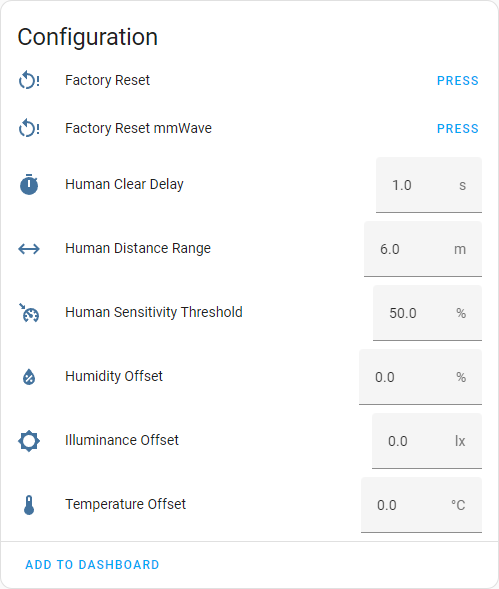 Configuration
Factory Reset PRESS
Factory Reset mmWave PRESS
Human Clear Delay 1.0 s
Human Distance Range 6.0 m
Human Sensitivity Threshold 50.0 %
Humidity Offset 0.0 %
Illuminance Offset 0.0 lx
Temperature Offset 0.0 °C
ADD TO DASHBOARD